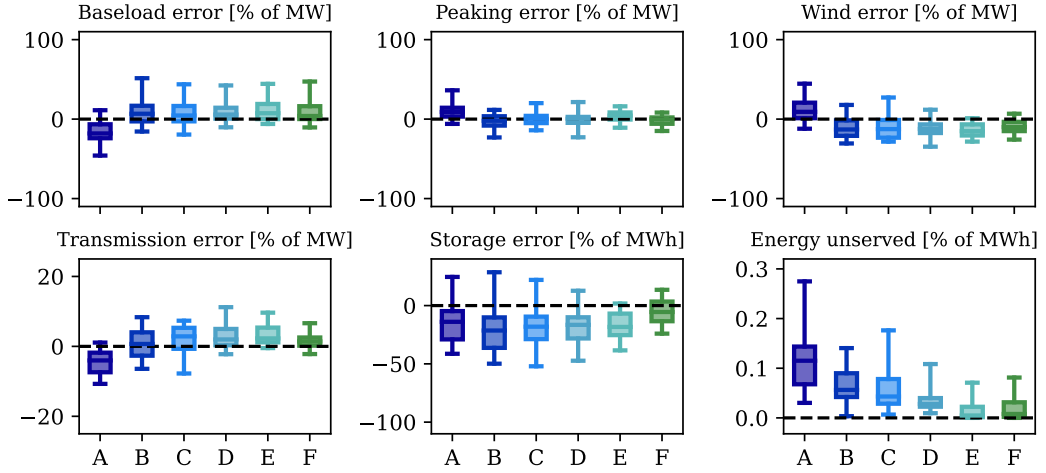 Baseload error [% of MW]
Peaking error [% of MW]
Wind error [% of MW]
100
0
−100
100
0
−100
100
0
−100
Transmission error [% of MW]
Storage error [% of MWh]
Energy unserved [% of MWh]
20
0
−20
0
−50
−100
0.3
0.2
0.1
0.0
A B C D E F
A B C D E F
A B C D E F